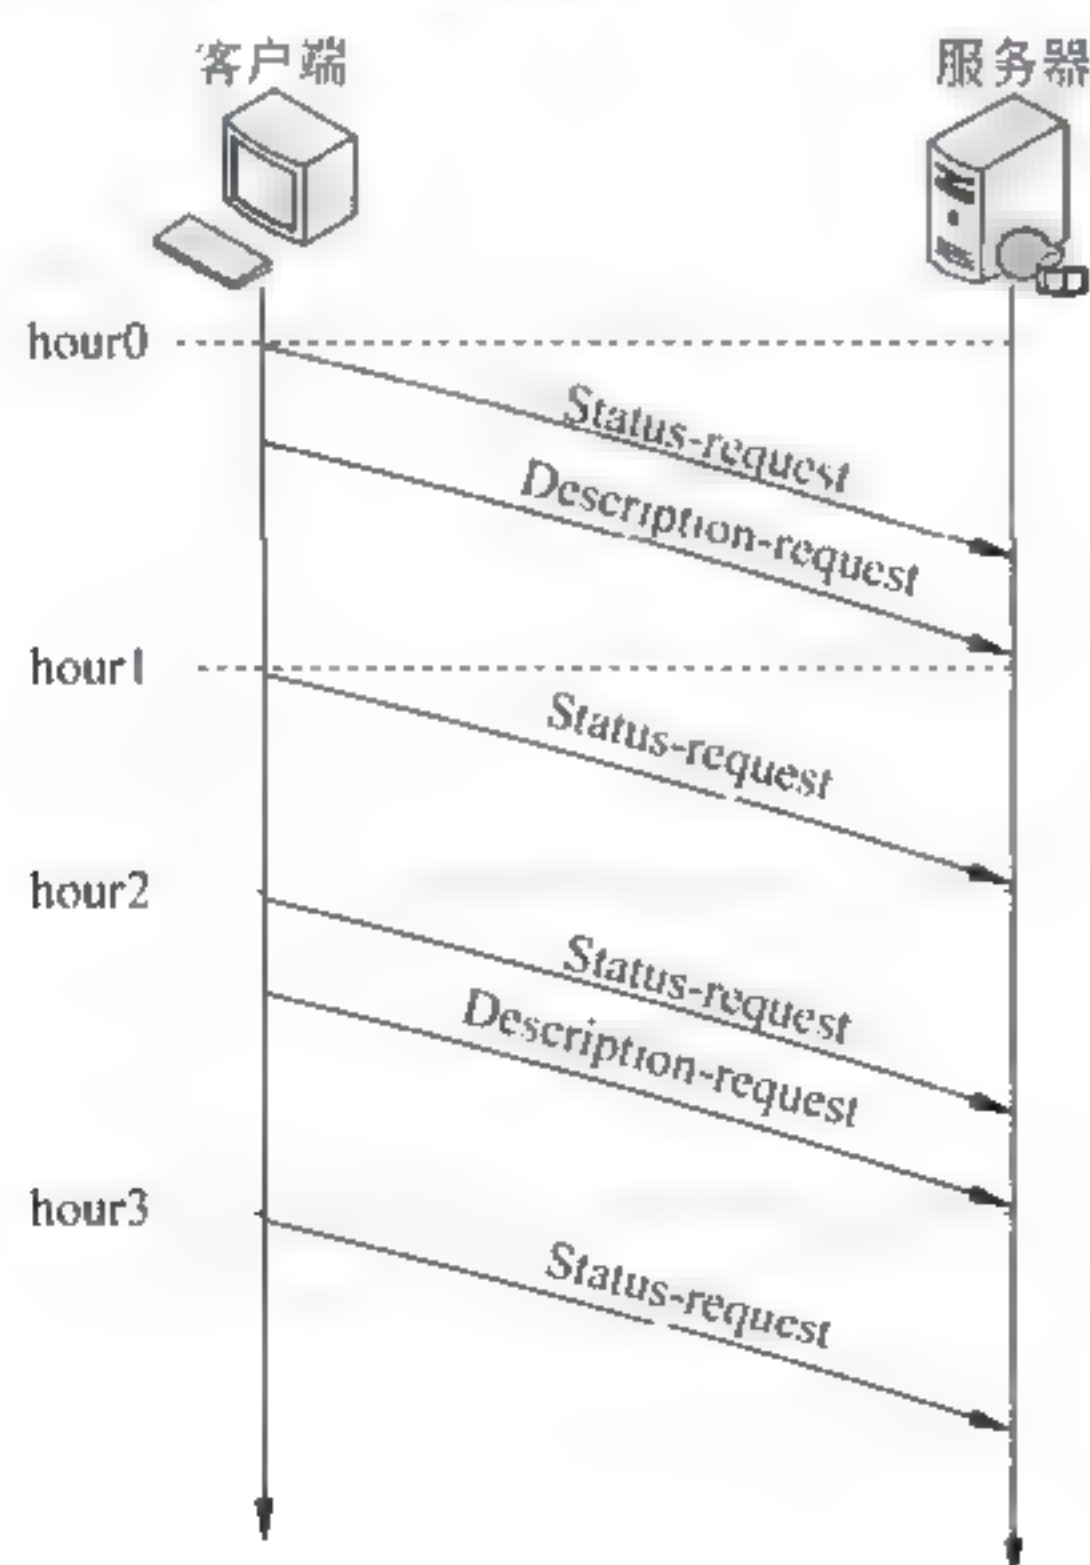 客户端
服务器
hour0
Status-request
Description-request
hour1
Status-request
hour2
Status-request
Description-request
hour3
Status-request